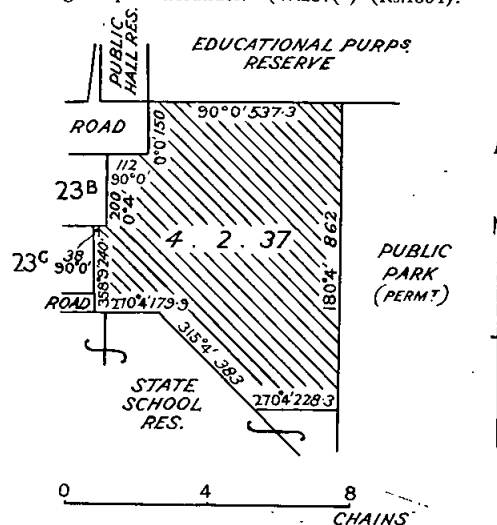 (Rs.1604).
PUBLIC
HALL RES.
EDUCATIONAL PURPS.
RESERVE
ROAD
0°0′ 150
90°0′ 537·3
112
90°0′
23B
200
0°4′
4 . 2 . 37
180°4′ 862
PUBLIC
PARK
(PERMT)
23C
38
90°0′
358°9′ 240·7
ROAD
270°4′ 179·9
315°4′ 383
STATE
SCHOOL
RES.
270°4′ 228·3
0 4 8
CHAINS